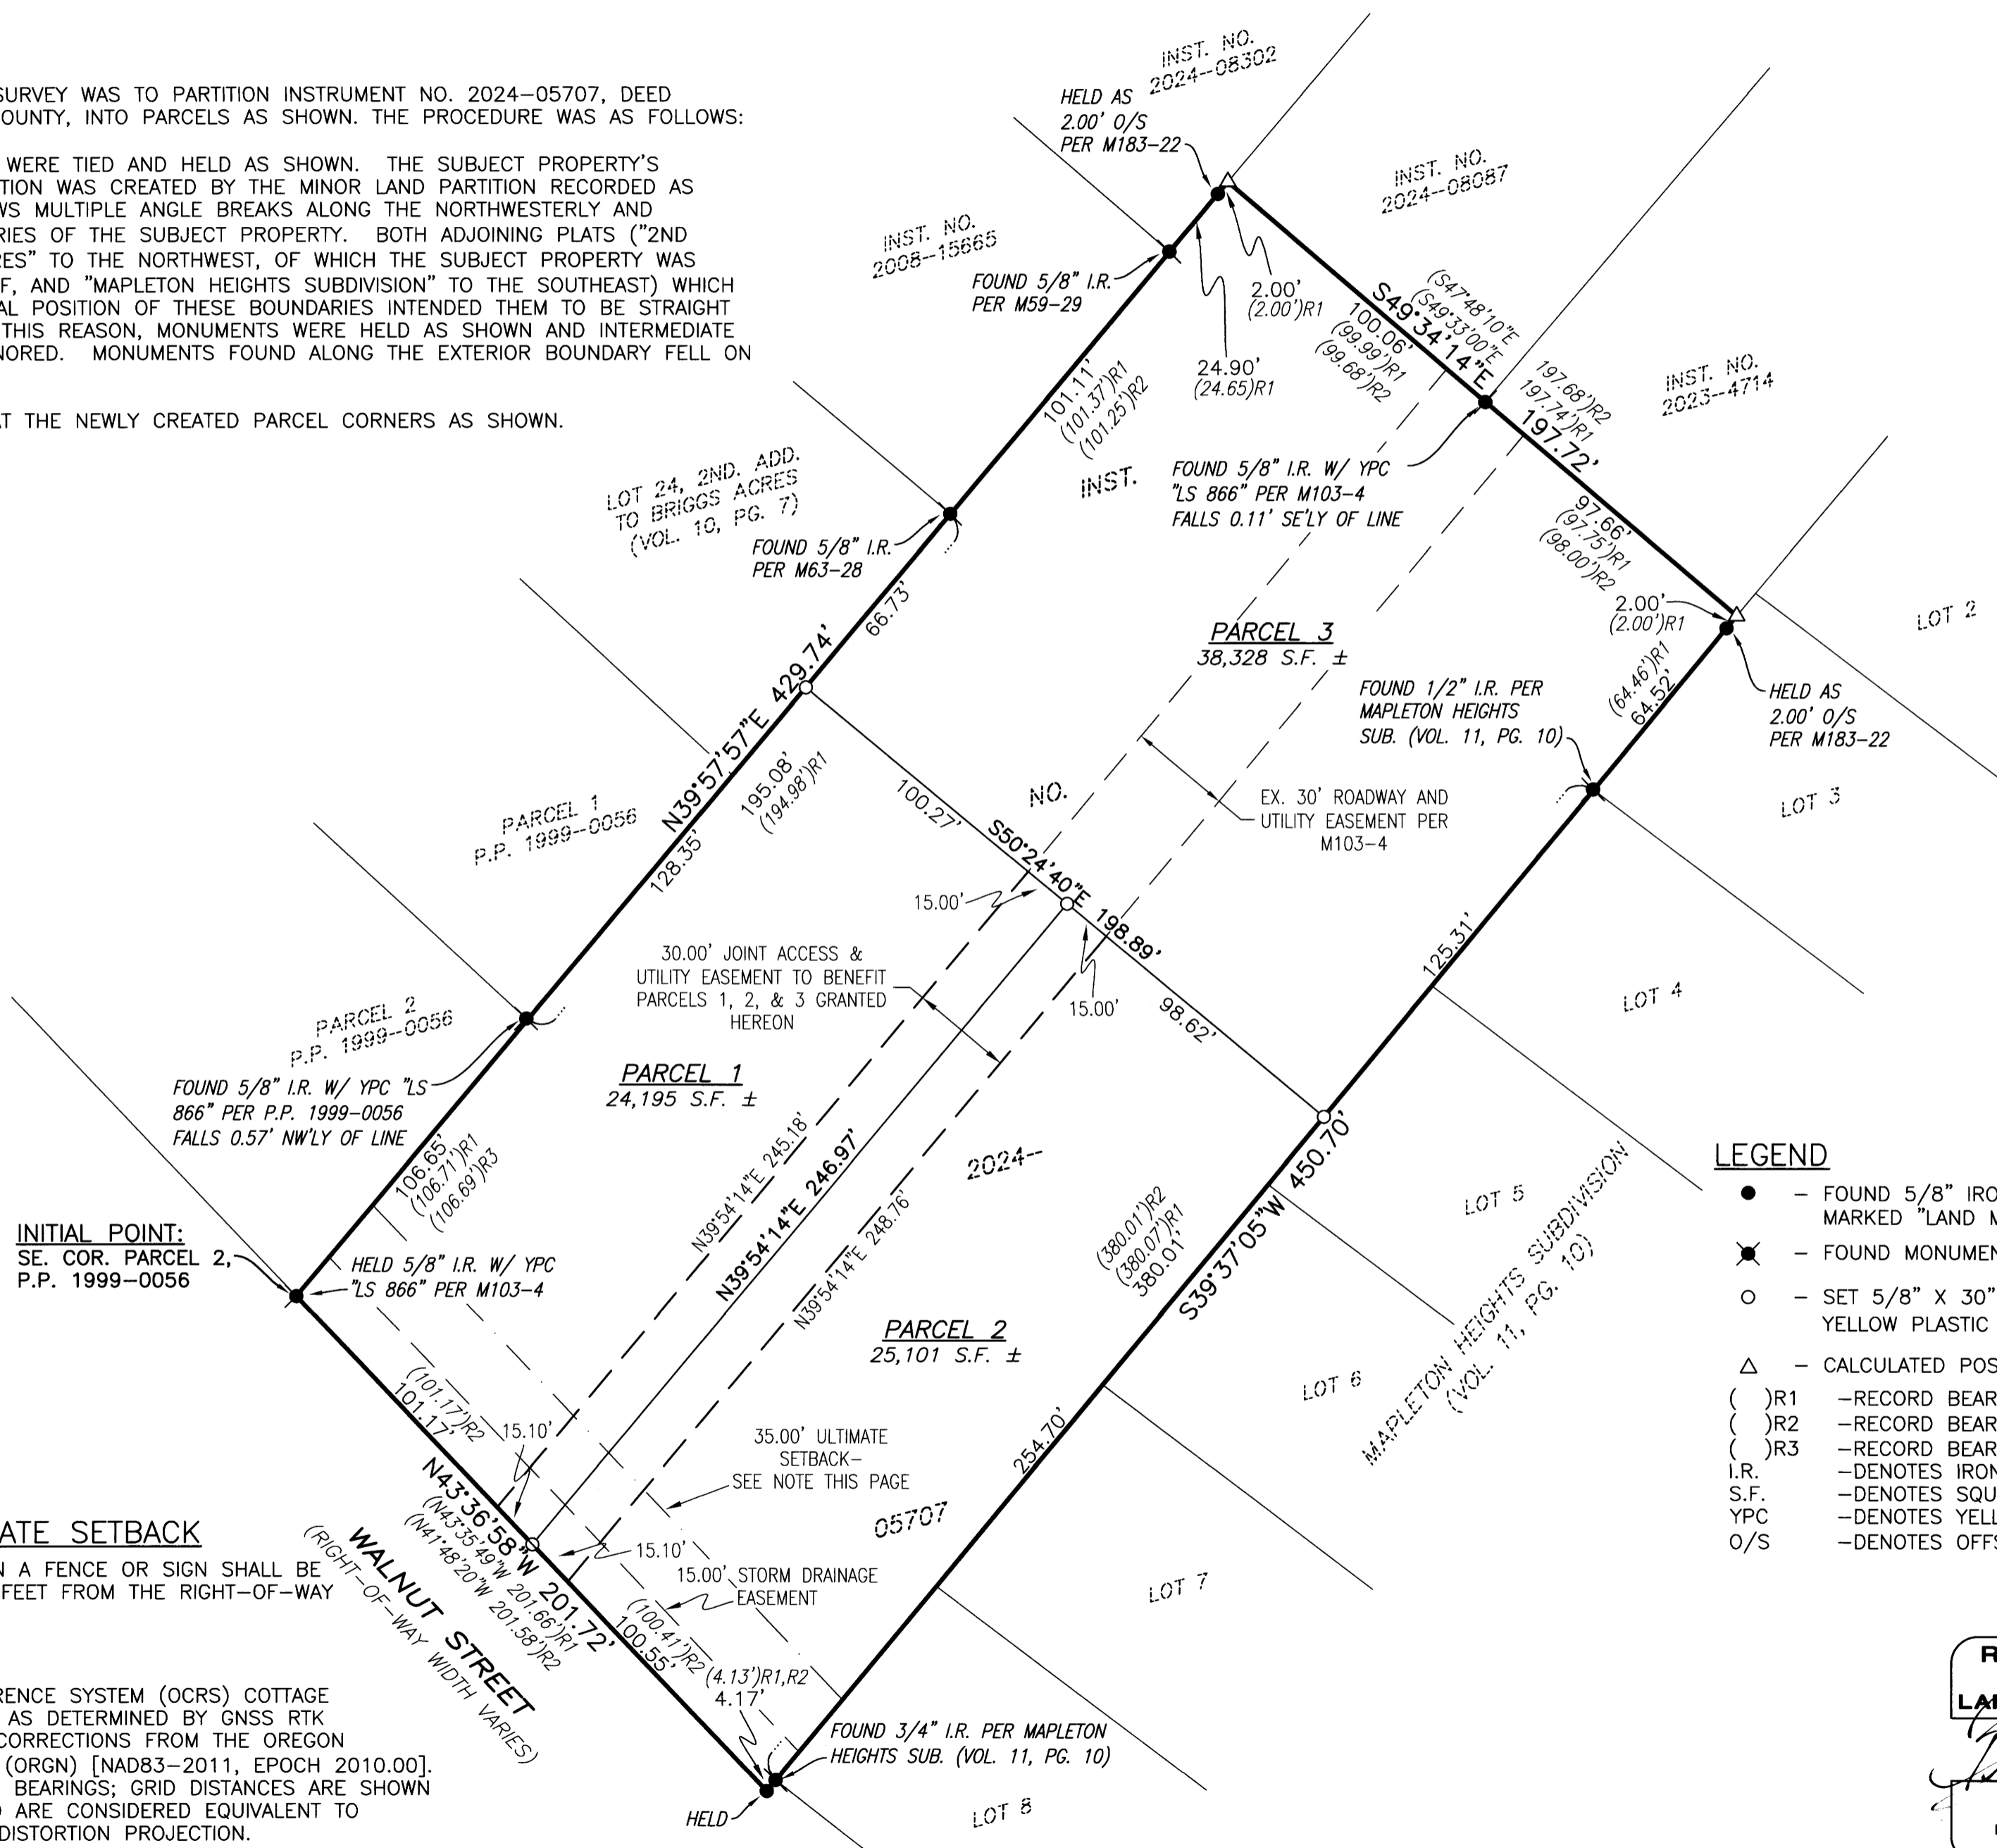 SURVEY WAS TO PARTITION INSTRUMENT NO. 2024-05707, DEED
OUNTY, INTO PARCELS AS SHOWN. THE PROCEDURE WAS AS FOLLOWS:
WERE TIED AND HELD AS SHOWN. THE SUBJECT PROPERTY'S
TION WAS CREATED BY THE MINOR LAND PARTITION RECORDED AS
WS MULTIPLE ANGLE BREAKS ALONG THE NORTHWESTERLY AND
RIES OF THE SUBJECT PROPERTY. BOTH ADJOINING PLATS ("2ND
RES" TO THE NORTHWEST, OF WHICH THE SUBJECT PROPERTY WAS
F, AND "MAPLETON HEIGHTS SUBDIVISION" TO THE SOUTHEAST) WHICH
AL POSITION OF THESE BOUNDARIES INTENDED THEM TO BE STRAIGHT
THIS REASON, MONUMENTS WERE HELD AS SHOWN AND INTERMEDIATE
NORED. MONUMENTS FOUND ALONG THE EXTERIOR BOUNDARY FELL ON
AT THE NEWLY CREATED PARCEL CORNERS AS SHOWN.
INST. NO.
2024-08302
HELD AS
2.00' O/S
PER M183-22
INST. NO.
2024-08087
INST. NO.
2008-15665
FOUND 5/8" I.R.
PER M59-29
2.00'
(2.00')R1
24.90'
(24.65)R1
(S47°48'10"E
(S49°33'00"E
S49°34'14"E
100.06'
(99.99')R1
(99.68')R2
197.68')R2
197.74')R1
197.72'
INST. NO.
2023-4714
101.11'
(101.37')R1
(101.25')R2
INST.
FOUND 5/8" I.R. W/ YPC
"LS 866" PER M103-4
FALLS 0.11' SE'LY OF LINE
97.66'
(97.75')R1
(98.00')R2
LOT 24, 2ND. ADD.
TO BRIGGS ACRES
(VOL. 10, PG. 7)
FOUND 5/8" I.R.
PER M63-28
66.73'
2.00'
(2.00')R1
LOT 2
PARCEL 3
38,328 S.F. ±
(64.46')R1
64.52'
HELD AS
2.00' O/S
PER M183-22
FOUND 1/2" I.R. PER
MAPLETON HEIGHTS
SUB. (VOL. 11, PG. 10)
LOT 3
N39°57'57"E 429.74'
195.08'
(194.98')R1
128.35'
100.27'
NO.
S50°24'40"E 198.89'
EX. 30' ROADWAY AND
UTILITY EASEMENT PER
M103-4
PARCEL 1
P.P. 1999-0056
15.00'
30.00' JOINT ACCESS &
UTILITY EASEMENT TO BENEFIT
PARCELS 1, 2, & 3 GRANTED
HEREON
15.00'
98.62'
125.31'
LOT 4
PARCEL 2
P.P. 1999-0056
FOUND 5/8" I.R. W/ YPC "LS
866" PER P.P. 1999-0056
FALLS 0.57' NW'LY OF LINE
PARCEL 1
24,195 S.F. ±
106.65'
(106.71')R1
(106.69')R3
N39°54'14"E 245.18'
N39°54'14"E 246.97'
N39°54'14"E 248.76'
2024-
(380.01')R2
(380.07')R1
380.01'
S39°37'05"W 450.70'
LOT 5
MAPLETON HEIGHTS SUBDIVISION
(VOL. 11, PG. 10)
INITIAL POINT:
SE. COR. PARCEL 2,
P.P. 1999-0056
HELD 5/8" I.R. W/ YPC
"LS 866" PER M103-4
PARCEL 2
25,101 S.F. ±
LOT 6
(101.17')R2
101.17'
15.10'
35.00' ULTIMATE
SETBACK-
SEE NOTE THIS PAGE
254.70'
05707
N43°36'58"W 201.72'
(N43°35'49"W 201.66')R1
(N41°48'20"W 201.58')R2
WALNUT STREET
(RIGHT-OF-WAY WIDTH VARIES)
15.10'
15.00' STORM DRAINAGE
EASEMENT
LOT 7
(100.41')R2
100.55'
(4.13')R1,R2
4.17'
FOUND 3/4" I.R. PER MAPLETON
HEIGHTS SUB. (VOL. 11, PG. 10)
HELD
LOT 8
ATE SETBACK
N A FENCE OR SIGN SHALL BE
FEET FROM THE RIGHT-OF-WAY
RENCE SYSTEM (OCRS) COTTAGE
AS DETERMINED BY GNSS RTK
CORRECTIONS FROM THE OREGON
(ORGN) [NAD83-2011, EPOCH 2010.00].
BEARINGS; GRID DISTANCES ARE SHOWN
ARE CONSIDERED EQUIVALENT TO
DISTORTION PROJECTION.
LEGEND
- FOUND 5/8" IRO
MARKED "LAND M
- FOUND MONUMEN
- SET 5/8" X 30"
YELLOW PLASTIC
- CALCULATED POS
( )R1 -RECORD BEAR
( )R2 -RECORD BEAR
( )R3 -RECORD BEAR
I.R. -DENOTES IRON
S.F. -DENOTES SQU
YPC -DENOTES YELL
O/S -DENOTES OFFS
R
LAN